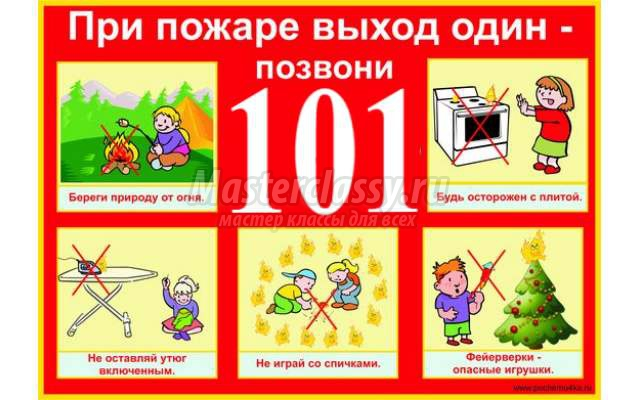 При пожаре выход один -
позвони
101
Береги природу от огня.
Будь осторожен с плитой.
Masterclassy.ru
мастер классы для всех
Не оставляй утюг
включенным.
Не играй со спичками.
Фейерверки -
опасные игрушки.
www.pochemu4ka.ru